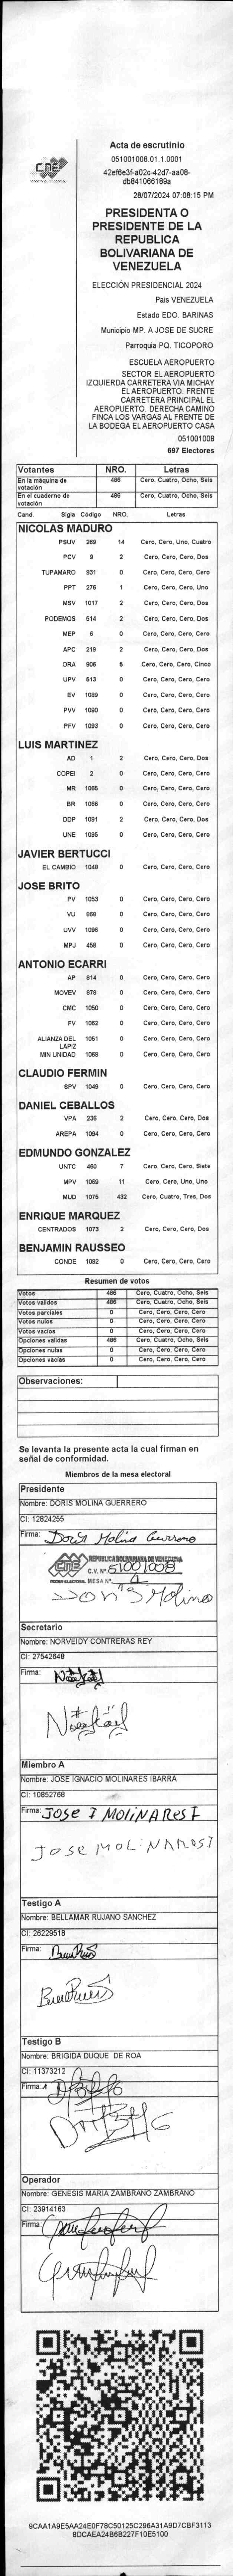 Acta de escrutinio
051001008.01.1.0001
42ef6e3f-a02c-42d7-aa08-
db841066189a
28/07/2024 07:08:15 PM
CNE
PRESIDENTA O
PRESIDENTE DE LA
REPUBLICA
BOLIVARIANA DE
VENEZUELA
ELECCIÓN PRESIDENCIAL 2024
País VENEZUELA
Estado EDO. BARINAS
Municipio MP. A JOSE DE SUCRE
Parroquia PQ. TICOPORO
ESCUELA AEROPUERTO
SECTOR EL AEROPUERTO
IZQUIERDA CARRETERA VIA MICHAY
EL AEROPUERTO. FRENTE
CARRETERA PRINCIPAL EL
AEROPUERTO. DERECHA CAMINO
FINCA LOS VARGAS AL FRENTE DE
LA BODEGA EL AEROPUERTO CASA
051001008
697 Electores
Votantes NRO. Letras
En la máquina de votación 486 Cero, Cuatro, Ocho, Seis
En el cuaderno de votación 486 Cero, Cuatro, Ocho, Seis
Cand. Sigla Código NRO. Letras
NICOLAS MADURO
PSUV 269 14 Cero, Cero, Uno, Cuatro
PCV 9 2 Cero, Cero, Cero, Dos
TUPAMARO 931 0 Cero, Cero, Cero, Cero
PPT 276 1 Cero, Cero, Cero, Uno
MSV 1017 2 Cero, Cero, Cero, Dos
PODEMOS 514 2 Cero, Cero, Cero, Dos
MEP 6 0 Cero, Cero, Cero, Cero
APC 219 2 Cero, Cero, Cero, Dos
ORA 906 5 Cero, Cero, Cero, Cinco
UPV 513 0 Cero, Cero, Cero, Cero
EV 1089 0 Cero, Cero, Cero, Cero
PVV 1090 0 Cero, Cero, Cero, Cero
PFV 1093 0 Cero, Cero, Cero, Cero
LUIS MARTINEZ
AD 1 2 Cero, Cero, Cero, Dos
COPEI 2 0 Cero, Cero, Cero, Cero
MR 1065 0 Cero, Cero, Cero, Cero
BR 1066 0 Cero, Cero, Cero, Cero
DDP 1091 2 Cero, Cero, Cero, Dos
UNE 1095 0 Cero, Cero, Cero, Cero
JAVIER BERTUCCI
EL CAMBIO 1048 0 Cero, Cero, Cero, Cero
JOSE BRITO
PV 1053 0 Cero, Cero, Cero, Cero
VU 868 0 Cero, Cero, Cero, Cero
UVV 1096 0 Cero, Cero, Cero, Cero
MPJ 458 0 Cero, Cero, Cero, Cero
ANTONIO ECARRI
AP 914 0 Cero, Cero, Cero, Cero
MOVEV 878 0 Cero, Cero, Cero, Cero
CMC 1050 0 Cero, Cero, Cero, Cero
FV 1062 0 Cero, Cero, Cero, Cero
ALIANZA DEL LAPIZ 1051 0 Cero, Cero, Cero, Cero
MIN UNIDAD 1068 0 Cero, Cero, Cero, Cero
CLAUDIO FERMIN
SPV 1049 0 Cero, Cero, Cero, Cero
DANIEL CEBALLOS
VPA 236 2 Cero, Cero, Cero, Dos
AREPA 1094 0 Cero, Cero, Cero, Cero
EDMUNDO GONZALEZ
UNTC 460 7 Cero, Cero, Cero, Siete
MPV 1069 11 Cero, Cero, Uno, Uno
MUD 1075 432 Cero, Cuatro, Tres, Dos
ENRIQUE MARQUEZ
CENTRADOS 1073 2 Cero, Cero, Cero, Dos
BENJAMIN RAUSSEO
CONDE 1092 0 Cero, Cero, Cero, Cero
Resumen de votos
Votos 486 Cero, Cuatro, Ocho, Seis
Votos validos 486 Cero, Cuatro, Ocho, Seis
Votos parciales 0 Cero, Cero, Cero, Cero
Votos nulos 0 Cero, Cero, Cero, Cero
Votos vacios 0 Cero, Cero, Cero, Cero
Opciones validas 486 Cero, Cuatro, Ocho, Seis
Opciones nulas 0 Cero, Cero, Cero, Cero
Opciones vacias 0 Cero, Cero, Cero, Cero
Observaciones:
Se levanta la presente acta la cual firman en
señal de conformidad.
Miembros de la mesa electoral
Presidente
Nombre: DORIS MOLINA GUERRERO
CI: 12824255
Firma: Doris Molina Guerrero
CNE REPUBLICA BOLIVARIANA DE VENEZUELA
C.V. Nº 51001008
PODER ELECTORAL MESA Nº 1
Doris Molina
Secretario
Nombre: NORVEIDY CONTRERAS REY
CI: 27542648
Firma:
Miembro A
Nombre: JOSE IGNACIO MOLINARES IBARRA
CI: 10852768
Firma: JOSE I MOLINARES I
JOSE MOLINARES I
Testigo A
Nombre: BELLAMAR RUJANO SANCHEZ
CI: 26229518
Firma:
Testigo B
Nombre: BRIGIDA DUQUE DE ROA
CI: 11373212
Firma:
Operador
Nombre: GENESIS MARIA ZAMBRANO ZAMBRANO
CI: 23914163
Firma:
9CAA1A9E5AA24E0F78C50125C296A31A9D7CBF3113
8DCAEA24B6B227F10E5100